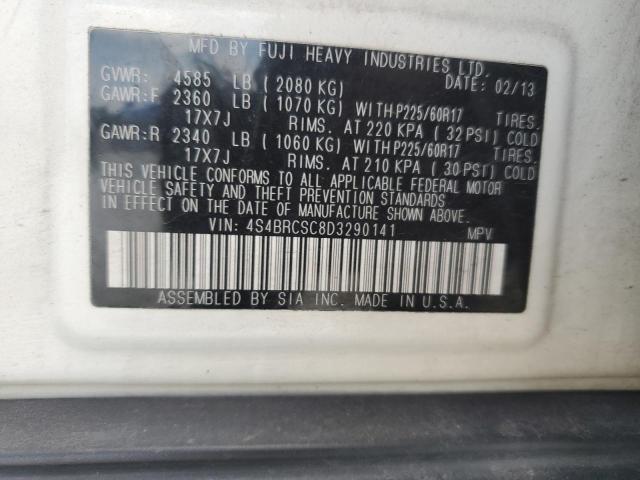 MFD BY FUJI HEAVY INDUSTRIES LTD.
GVWR: 4585 LB ( 2080 KG) DATE: 02/13
GAWR:F 2360 LB ( 1070 KG) WITH P225/60R17 TIRES.
17X7J RIMS. AT 220 KPA ( 32 PSI) COLD
GAWR:R 2340 LB ( 1060 KG) WITH P225/60R17 TIRES.
17X7J RIMS. AT 210 KPA ( 30 PSI) COLD
THIS VEHICLE CONFORMS TO ALL APPLICABLE FEDERAL MOTOR
VEHICLE SAFETY AND THEFT PREVENTION STANDARDS
IN EFFECT ON THE DATE OF
MANUFACTURE SHOWN ABOVE.
VIN: 4S4BRCSC8D3290141 MPV
ASSEMBLED BY SIA INC. MADE IN U.S.A.